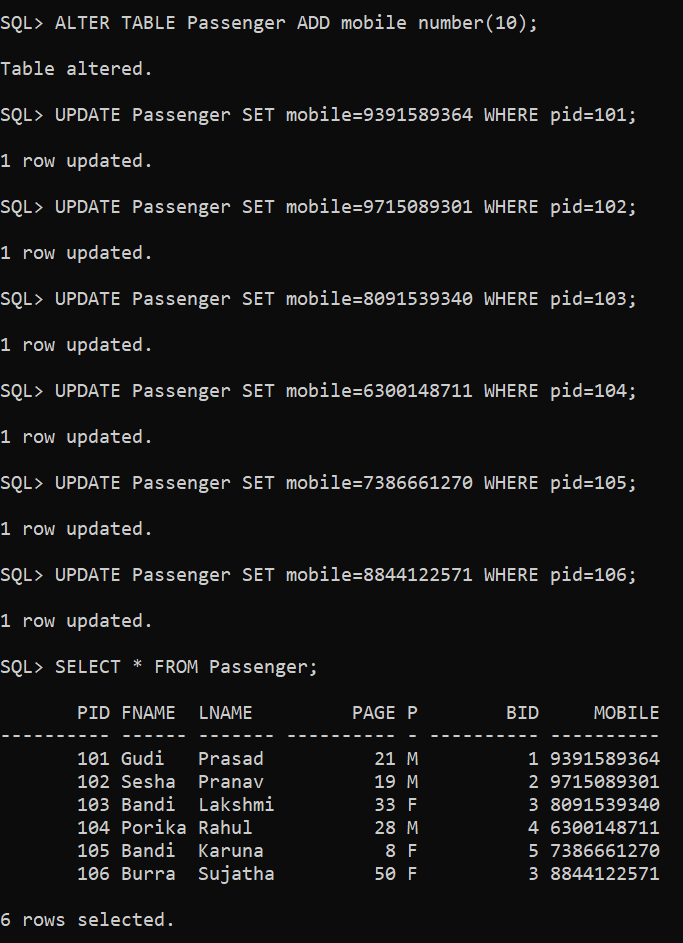 SQL> ALTER TABLE Passenger ADD mobile number(10);
Table altered.
SQL> UPDATE Passenger SET mobile=9391589364 WHERE pid=101;
1 row updated.
SQL> UPDATE Passenger SET mobile=9715089301 WHERE pid=102;
1 row updated.
SQL> UPDATE Passenger SET mobile=8091539340 WHERE pid=103;
1 row updated.
SQL> UPDATE Passenger SET mobile=6300148711 WHERE pid=104;
1 row updated.
SQL> UPDATE Passenger SET mobile=7386661270 WHERE pid=105;
1 row updated.
SQL> UPDATE Passenger SET mobile=8844122571 WHERE pid=106;
1 row updated.
SQL> SELECT * FROM Passenger;
       PID FNAME  LNAME         PAGE P        BID     MOBILE
---------- ------ ------- ---------- - ---------- ----------
       101 Gudi   Prasad          21 M          1 9391589364
       102 Sesha  Pranav          19 M          2 9715089301
       103 Bandi  Lakshmi         33 F          3 8091539340
       104 Porika Rahul           28 M          4 6300148711
       105 Bandi  Karuna           8 F          5 7386661270
       106 Burra  Sujatha         50 F          3 8844122571
6 rows selected.